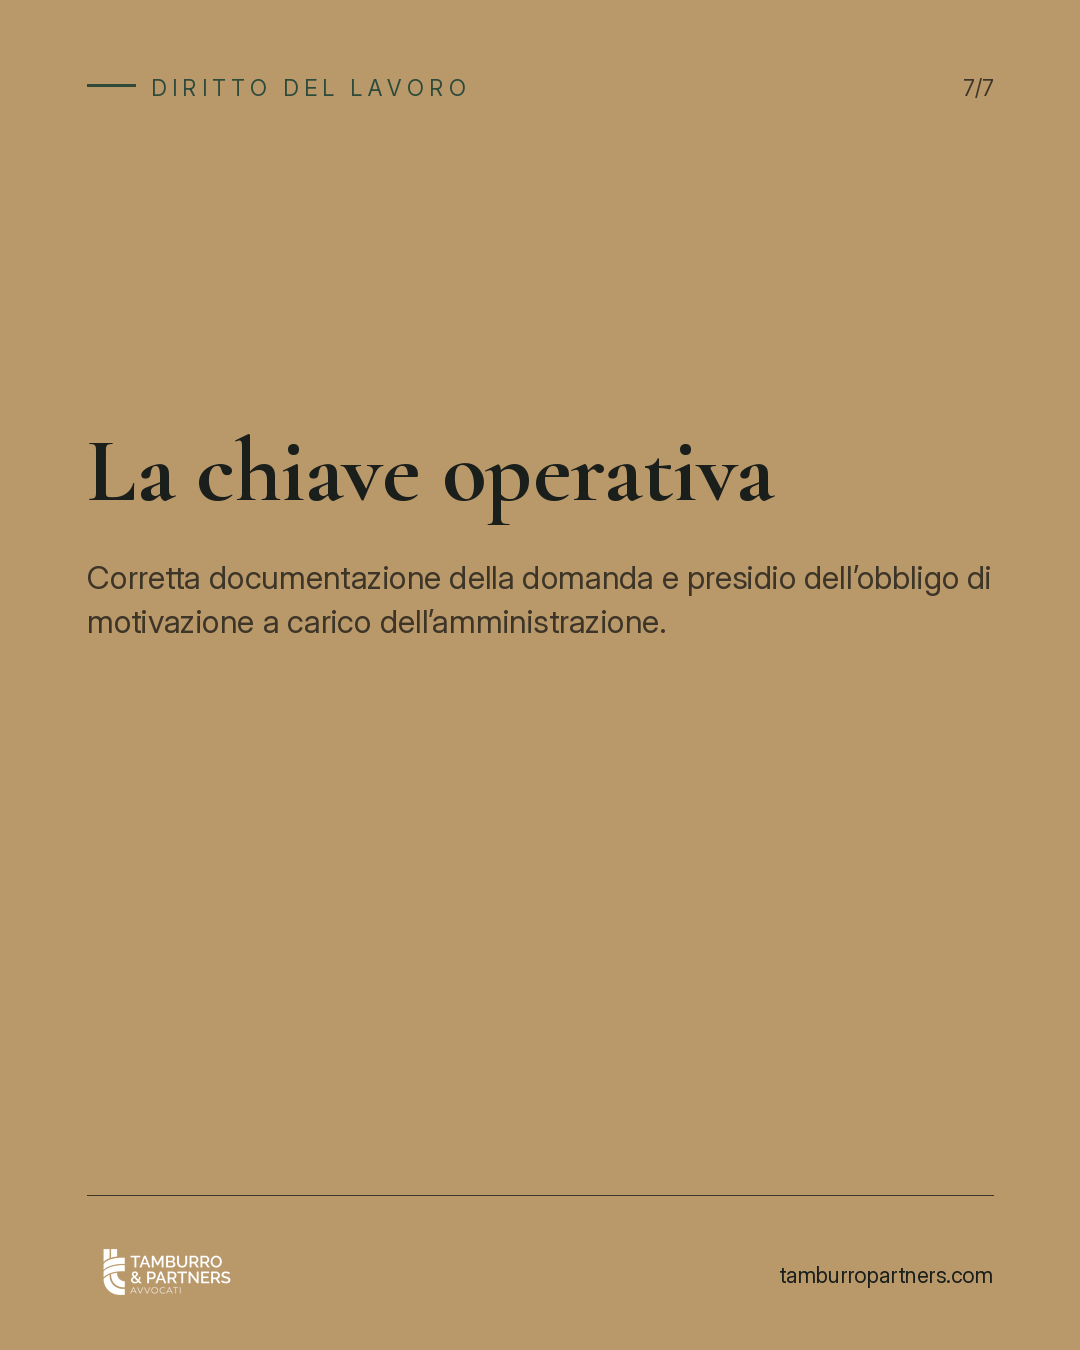 DIRITTO DEL LAVORO
7/7
La chiave operativa
Corretta documentazione della domanda e presidio dell’obbligo di
motivazione a carico dell’amministrazione.
TAMBURRO
& PARTNERS
AVVOCATI
tamburropartners.com